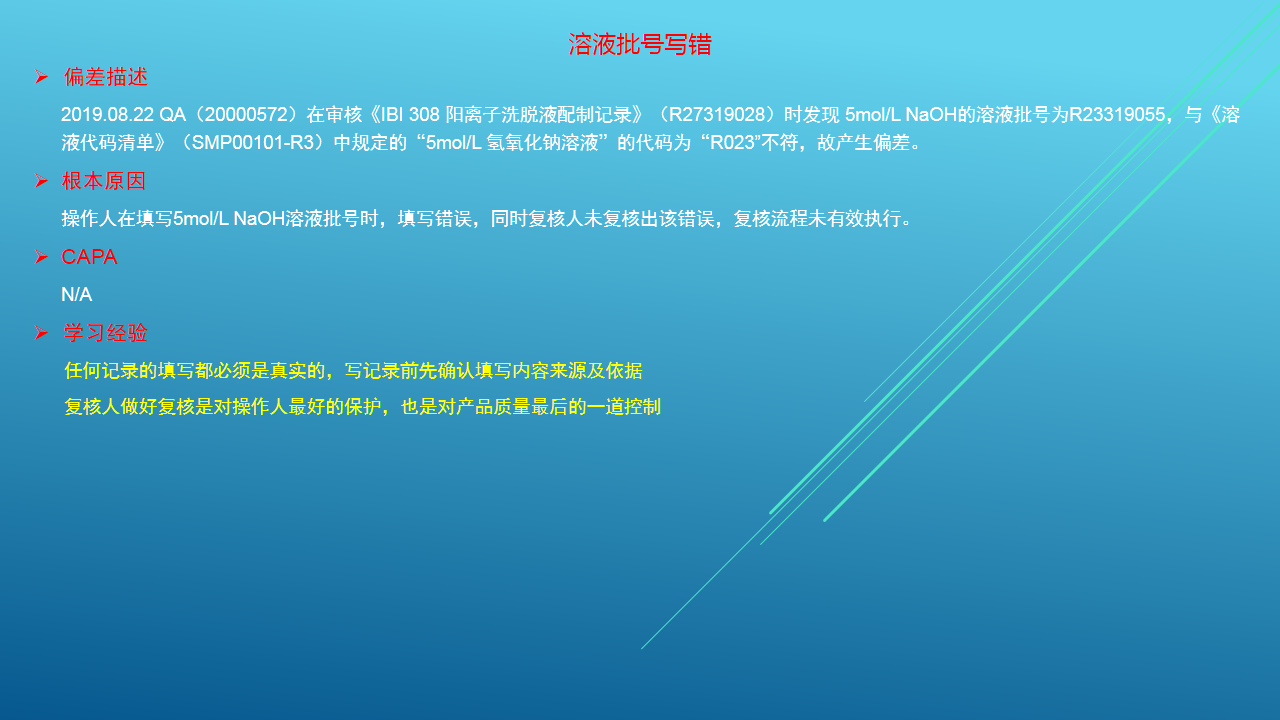 溶液批号写错
偏差描述
2019.08.22 QA（20000572）在审核《IBI 308 阳离子洗脱液配制记录》（R27319028）时发现 5mol/L NaOH的溶液批号为R23319055，与《溶
液代码清单》（SMP00101-R3）中规定的“5mol/L 氢氧化钠溶液”的代码为“R023”不符，故产生偏差。
根本原因
操作人在填写5mol/L NaOH溶液批号时，填写错误，同时复核人未复核出该错误，复核流程未有效执行。
CAPA
N/A
学习经验
任何记录的填写都必须是真实的，写记录前先确认填写内容来源及依据
复核人做好复核是对操作人最好的保护，也是对产品质量最后的一道控制